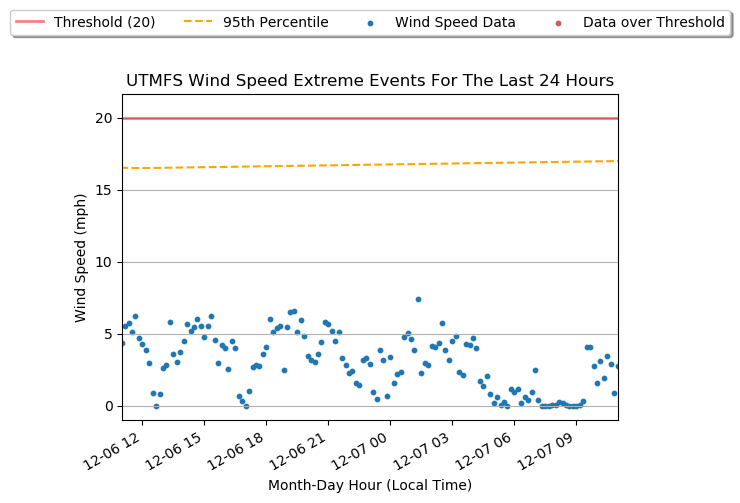 Threshold (20) 95th Percentile Wind Speed Data Data over Threshold
UTMFS Wind Speed Extreme Events For The Last 24 Hours
20
15
10
5
0
Wind Speed (mph)
12-06 12 12-06 15 12-06 18 12-06 21 12-07 00 12-07 03 12-07 06 12-07 09
Month-Day Hour (Local Time)